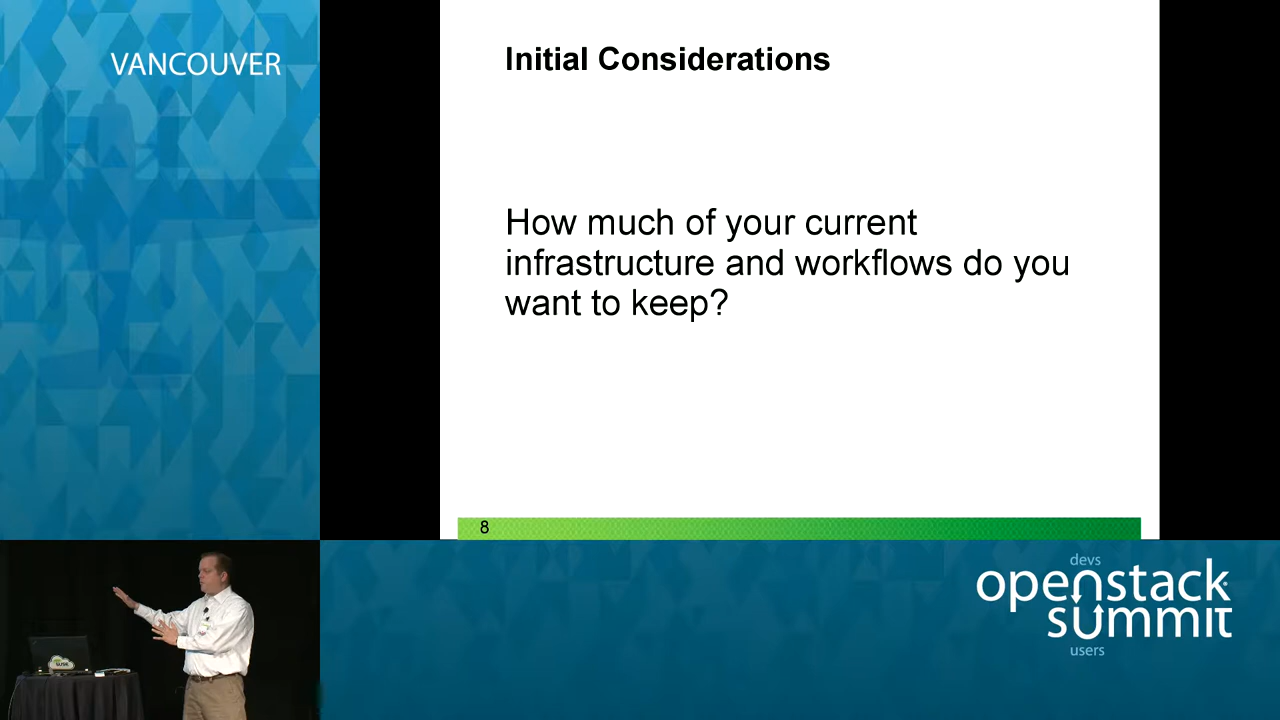 VANCOUVER
Initial Considerations
How much of your current
infrastructure and workflows do you
want to keep?
8
devs
openstack
summit
users